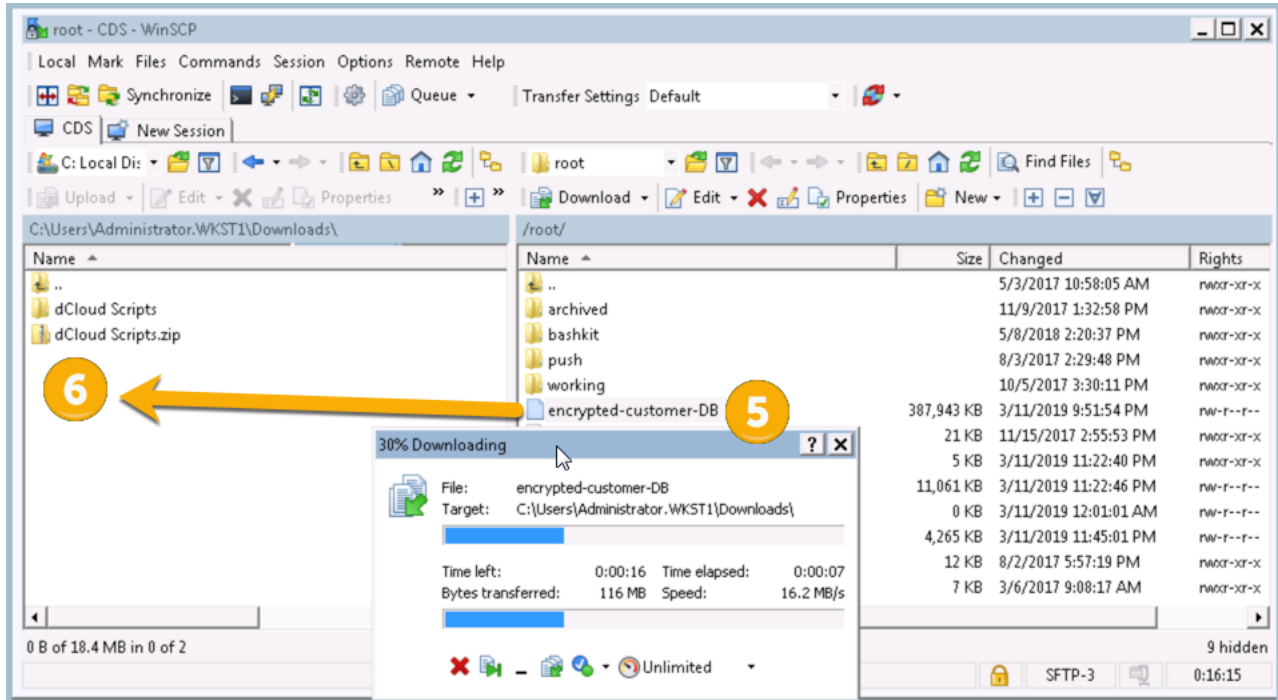 root - CDS - WinSCP
Local Mark Files Commands Session Options Remote Help
Synchronize Queue Transfer Settings Default
CDS New Session
C: Local Di: root Find Files
Upload Edit Properties » » Download Edit Properties New
C:\Users\Administrator.WKST1\Downloads\ /root/
Name Name Size Changed Rights
.. .. 5/3/2017 10:58:05 AM rwxr-xr-x
dCloud Scripts archived 11/9/2017 1:32:58 PM rwxr-xr-x
dCloud Scripts.zip bashkit 5/8/2018 2:20:37 PM rwxr-xr-x
push 8/3/2017 2:29:48 PM rwxr-xr-x
working 10/5/2017 3:30:11 PM rwxr-xr-x
6 encrypted-customer-DB 5 387,943 KB 3/11/2019 9:51:54 PM rw-r--r--
21 KB 11/15/2017 2:55:53 PM rwxr-xr-x
5 KB 3/11/2019 11:22:40 PM rwxr-xr-x
11,061 KB 3/11/2019 11:22:46 PM rw-r--r--
0 KB 3/11/2019 12:01:01 AM rw-r--r--
4,265 KB 3/11/2019 11:45:01 PM rw-r--r--
12 KB 8/2/2017 5:57:19 PM rwxr-xr-x
7 KB 3/6/2017 9:08:17 AM rwxr-xr-x
30% Downloading ?
File: encrypted-customer-DB
Target: C:\Users\Administrator.WKST1\Downloads\
Time left: 0:00:16 Time elapsed: 0:00:07
Bytes transferred: 116 MB Speed: 16.2 MB/s
Unlimited
0 B of 18.4 MB in 0 of 2 9 hidden
SFTP-3 0:16:15